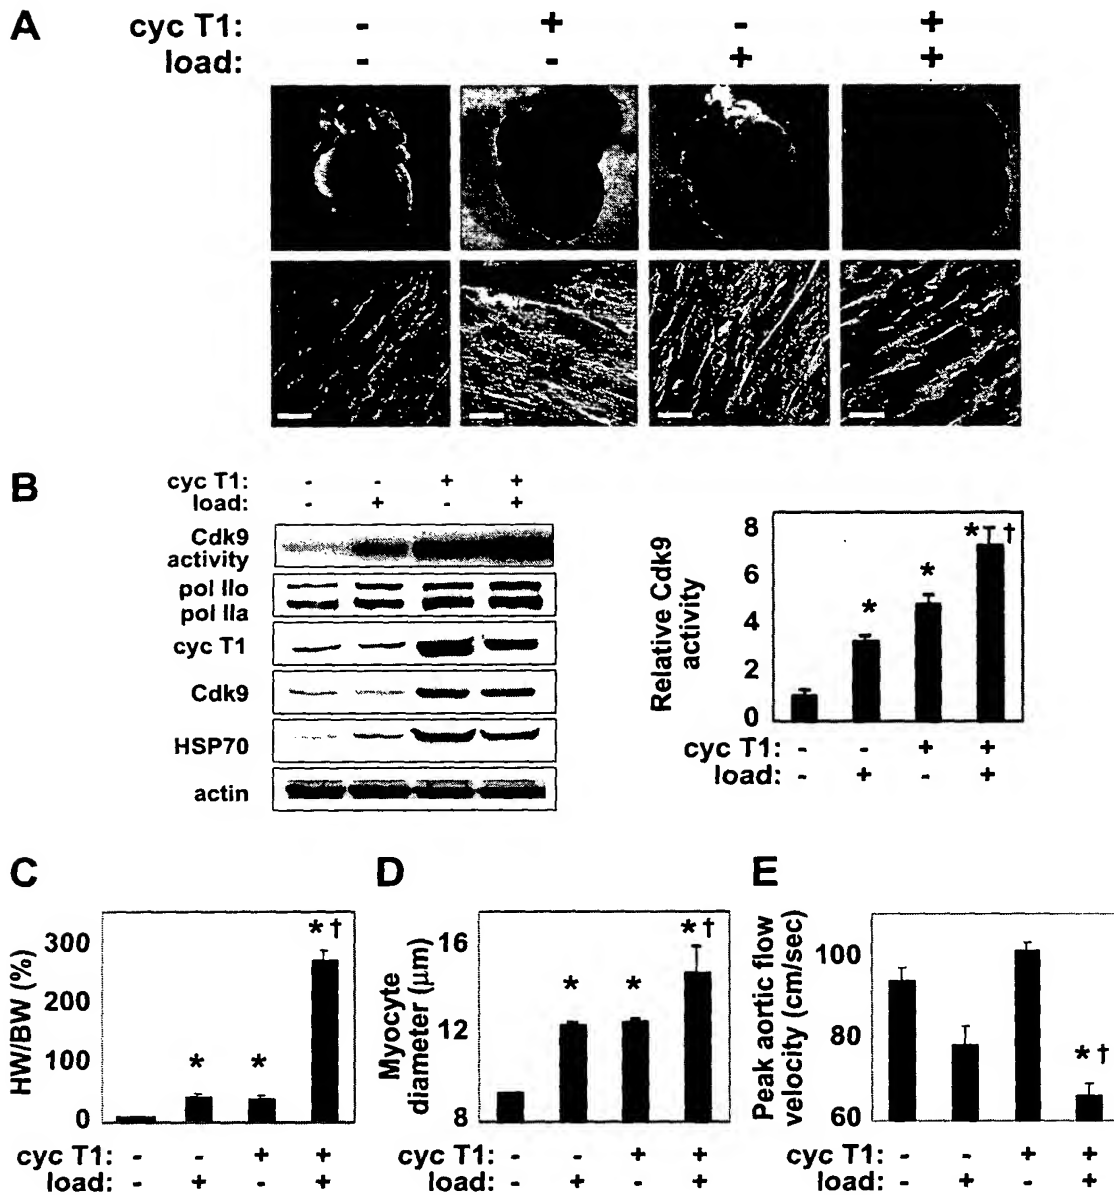 A
cyc T1: - + - +
load: - - + +
B
cyc T1: - - + +
load: - + - +
Cdk9
activity
pol IIo
pol IIa
cyc T1
Cdk9
HSP70
actin
Relative Cdk9
activity
8
6
4
2
0
* * *†
cyc T1: - - + +
load: - + - +
C
HW/BW (%)
300
200
100
0
* * *†
cyc T1: - - + +
load: - + - +
D
Myocyte
diameter (μm)
16
12
8
* * *†
cyc T1: - - + +
load: - + - +
E
Peak aortic flow
velocity (cm/sec)
100
80
60
*†
cyc T1: - - + +
load: - + - +